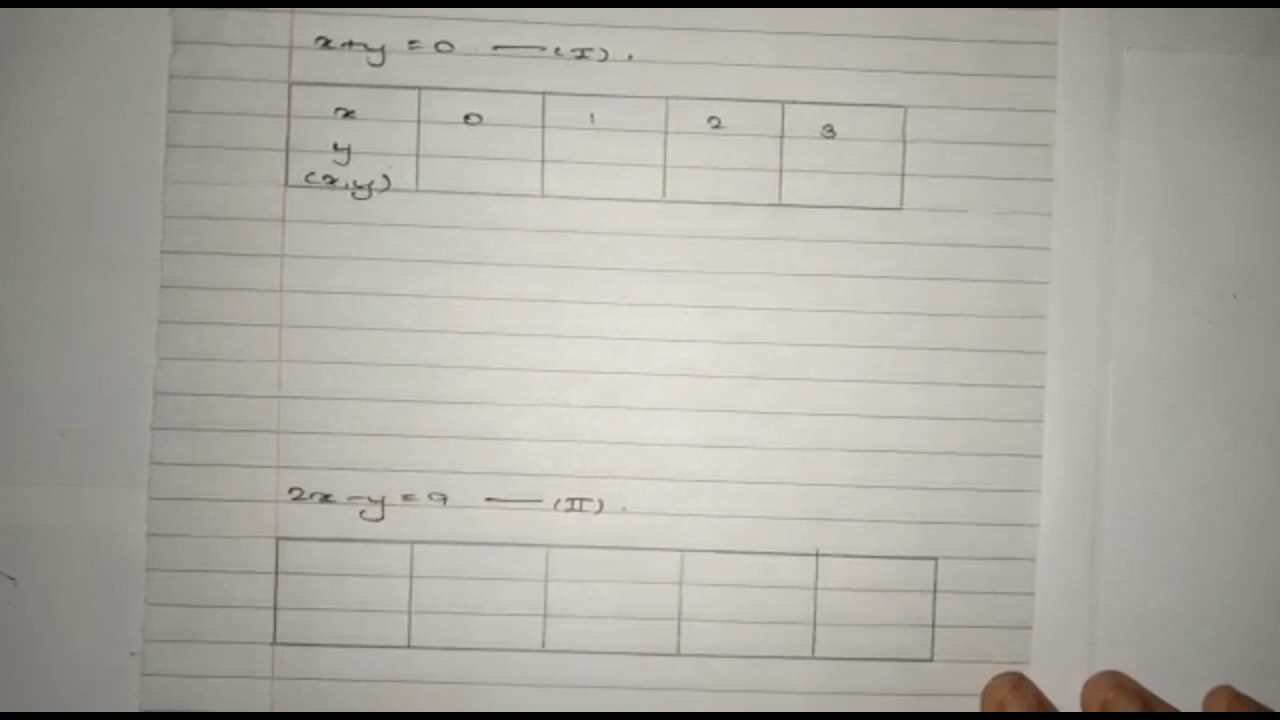 x+y = 0 — (I).
x 0 1 2 3
y
(x,y)
2x-y = 9 — (II).